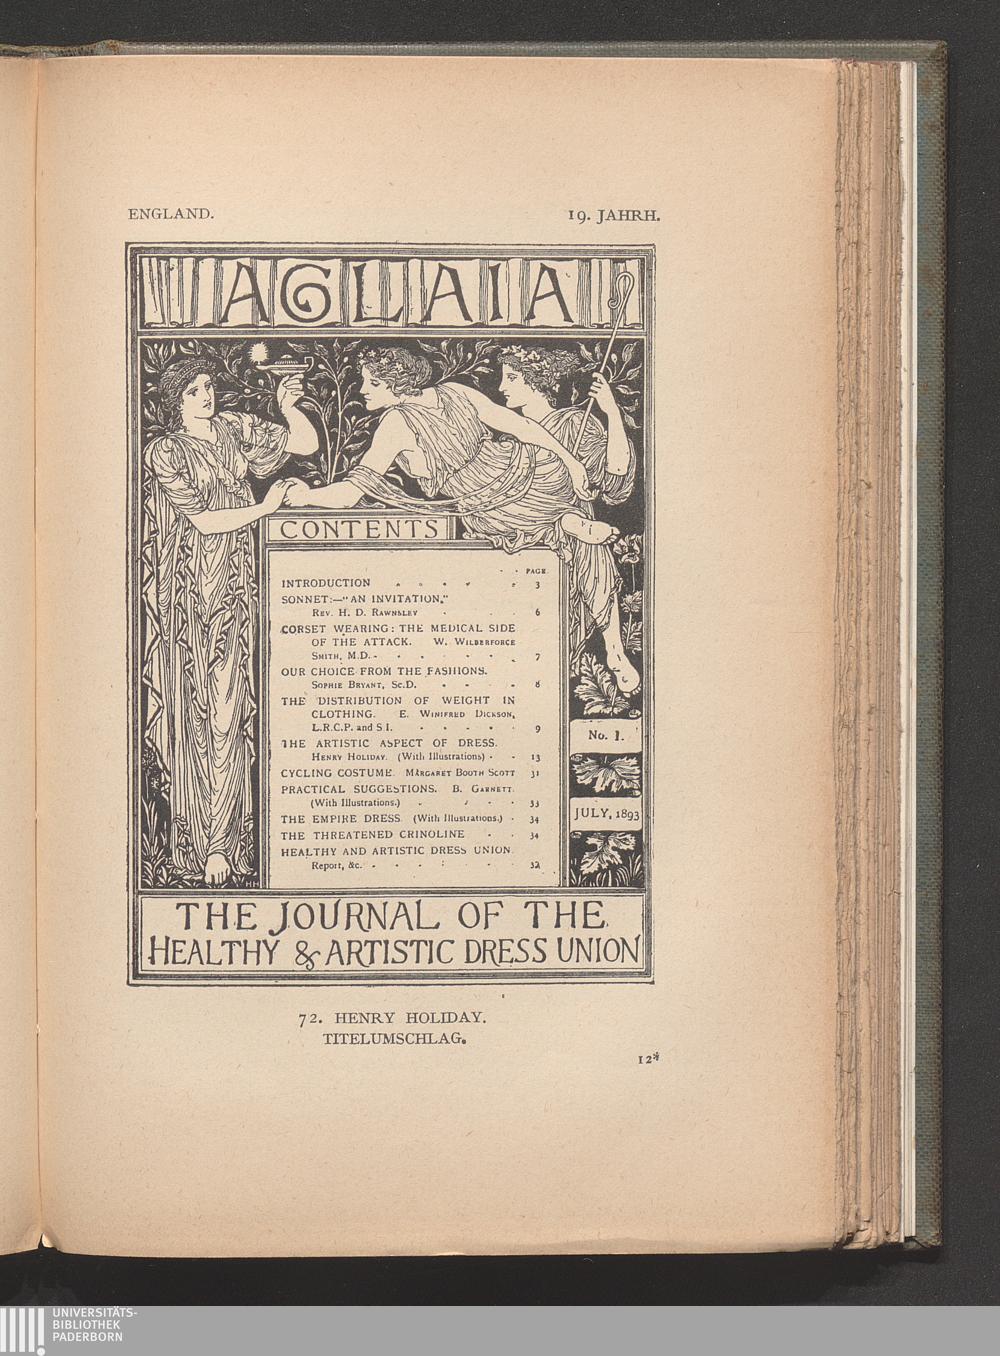 ENGLAND.
19. JAHRH.
AGLAIA
CONTENTS
PAGE
INTRODUCTION 3
SONNET:—"AN INVITATION,"
REV. H. D. RAWNSLEY 6
CORSET WEARING: THE MEDICAL SIDE
OF THE ATTACK. W. WILBERFORCE
SMITH, M.D. 7
OUR CHOICE FROM THE FASHIONS.
SOPHIE BRYANT, Sc.D. 8
THE DISTRIBUTION OF WEIGHT IN
CLOTHING. E. WINIFRED DICKSON,
L.R.C.P. and S I. 9
THE ARTISTIC ASPECT OF DRESS.
HENRY HOLIDAY. (With Illustrations) 13
CYCLING COSTUME. MARGARET BOOTH SCOTT 31
PRACTICAL SUGGESTIONS. B. GARNETT.
(With Illustrations.) 33
THE EMPIRE DRESS. (With Illustrations.) 34
THE THREATENED CRINOLINE 34
HEALTHY AND ARTISTIC DRESS UNION.
Report, &c.
No. 1.
JULY, 1893
HH
THE JOURNAL OF THE
HEALTHY & ARTISTIC DRESS UNION
72. HENRY HOLIDAY.
TITELUMSCHLAG.
12*
UNIVERSITÄTS-
BIBLIOTHEK
PADERBORN